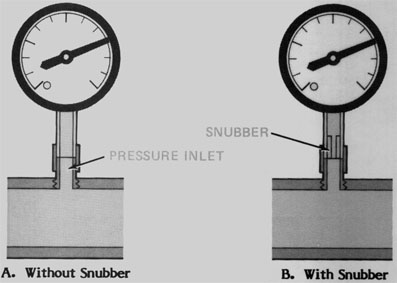 SNUBBER
PRESSURE INLET
A. Without Snubber
B. With Snubber